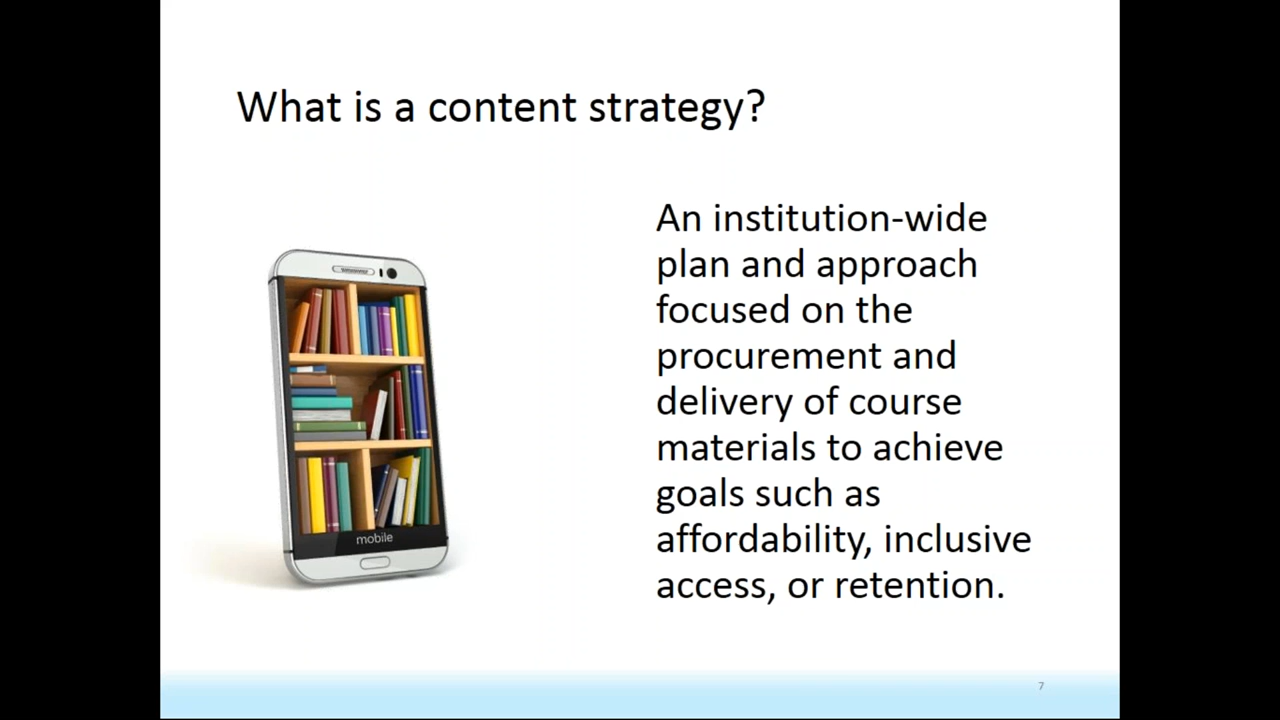 What is a content strategy?
An institution-wide
plan and approach
focused on the
procurement and
delivery of course
materials to achieve
goals such as
affordability, inclusive
access, or retention.
mobile
7